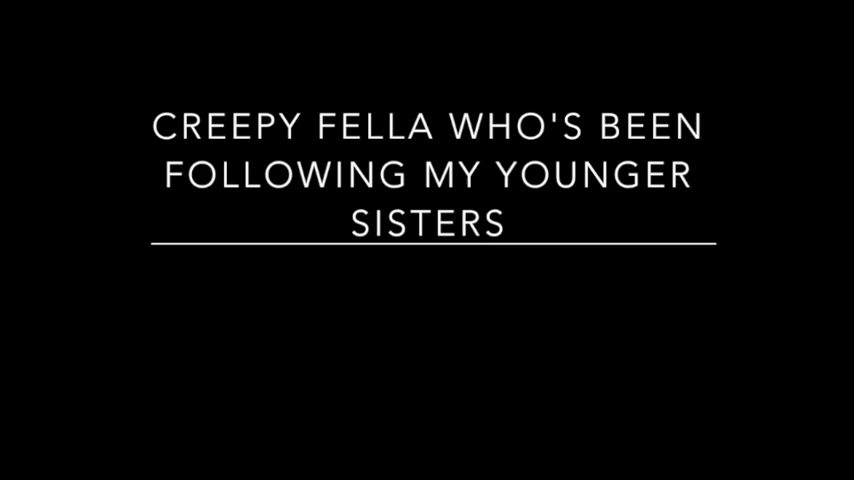 CREEPY FELLA WHO'S BEEN
FOLLOWING MY YOUNGER
SISTERS